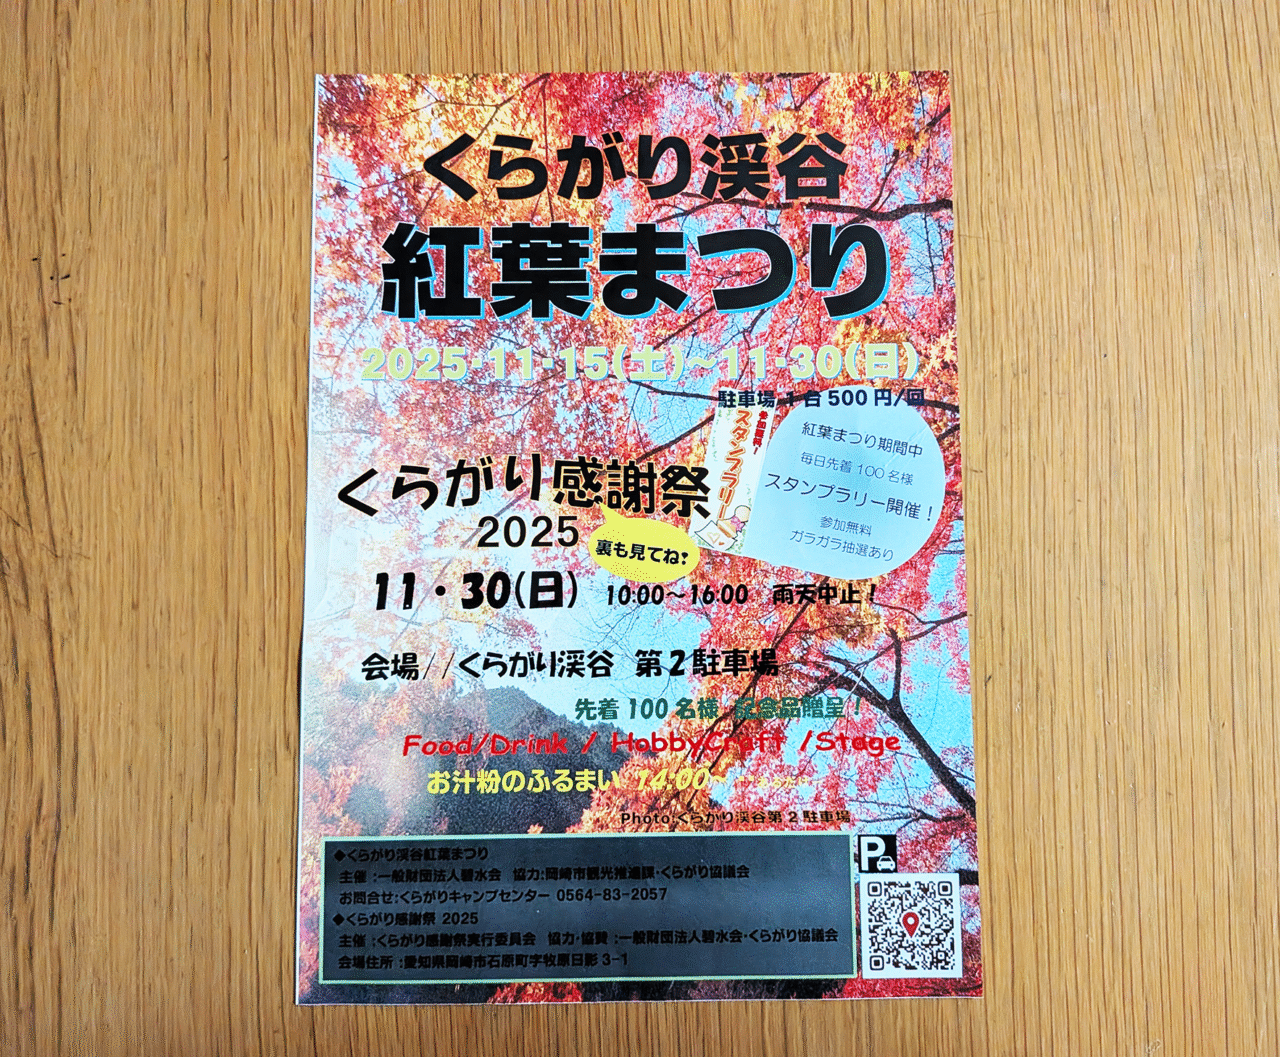 くらがり渓谷
紅葉まつり
2025・11・15(土)~11・30(日)
駐車場 1台500円/回
参加無料!
スタンプラリー
紅葉まつり期間中
毎日先着100名様
スタンプラリー開催!
参加無料
ガラガラ抽選あり
くらがり感謝祭
2025
裏も見てね!
11・30(日) 10:00~16:00 雨天中止!
会場//くらがり渓谷 第2駐車場
先着100名様 記念品贈呈!
Food/Drink / HobbyCraft /Stage
お汁粉のふるまい 14:00~
Photo:くらがり渓谷第2駐車場
◆くらがり渓谷紅葉まつり
主催:一般財団法人碧水会 協力:岡崎市観光推進課・くらがり協議会
お問合せ:くらがりキャンプセンター 0564-83-2057
◆くらがり感謝祭 2025
主催:くらがり感謝祭実行委員会 協力・協賛:一般財団法人碧水会・くらがり協議会
会場住所:愛知県岡崎市石原町字牧原日影3-1
P